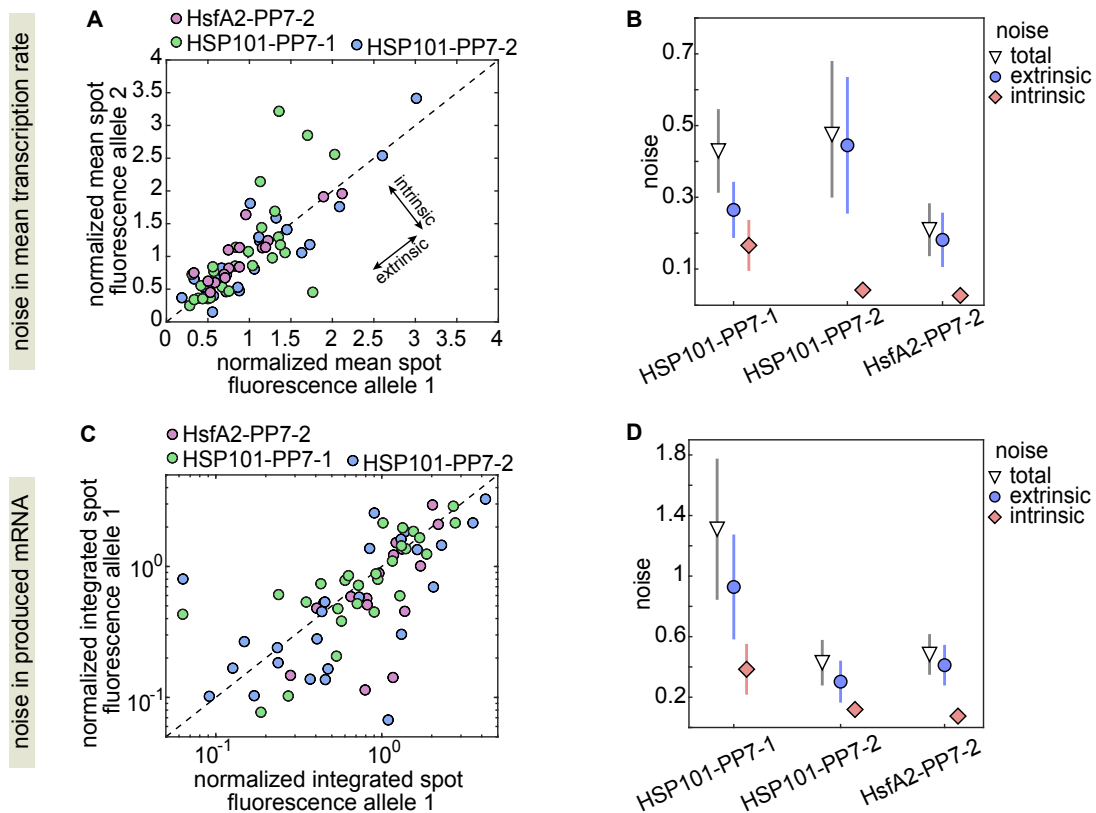 noise in mean transcription rate
A
HsfA2-PP7-2
HSP101-PP7-1
HSP101-PP7-2
normalized mean spot
fluorescence allele 2
4
3.5
3
2.5
2
1.5
1
0.5
0
intrinsic
extrinsic
0 0.5 1 1.5 2 2.5 3 3.5 4
normalized mean spot
fluorescence allele 1
B
noise
0.7
0.5
0.3
0.1
HSP101-PP7-1
HSP101-PP7-2
HsfA2-PP7-2
noise
total
extrinsic
intrinsic
noise in produced mRNA
C
HsfA2-PP7-2
HSP101-PP7-1
HSP101-PP7-2
normalized integrated spot
fluorescence allele 1
10⁰
10⁻¹
10⁻¹ 10⁰
normalized integrated spot
fluorescence allele 1
D
noise
1.8
1.4
1
0.6
0.2
HSP101-PP7-1
HSP101-PP7-2
HsfA2-PP7-2
noise
total
extrinsic
intrinsic